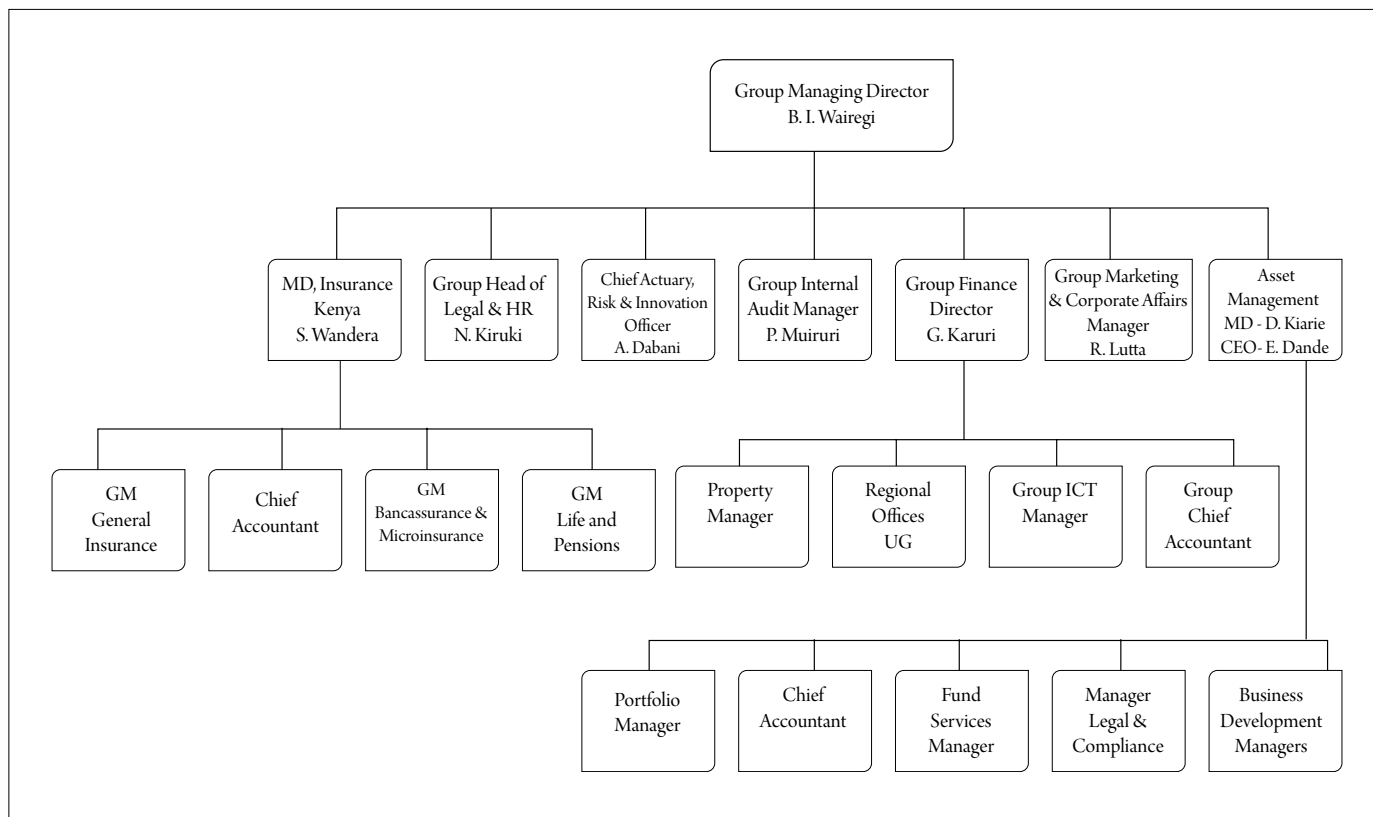 Group Managing Director
B. I. Wairegi
MD, Insurance
Kenya
S. Wandera
Group Head of
Legal & HR
N. Kiruki
Chief Actuary,
Risk & Innovation
Officer
A. Dabani
Group Internal
Audit Manager
P. Muiruri
Group Finance
Director
G. Karuri
Group Marketing
& Corporate Affairs
Manager
R. Lutta
Asset
Management
MD - D. Kiarie
CEO- E. Dande
GM
General
Insurance
Chief
Accountant
GM
Bancassurance &
Microinsurance
GM
Life and
Pensions
Property
Manager
Regional
Offices
UG
Group ICT
Manager
Group
Chief
Accountant
Portfolio
Manager
Chief
Accountant
Fund
Services
Manager
Manager
Legal &
Compliance
Business
Development
Managers